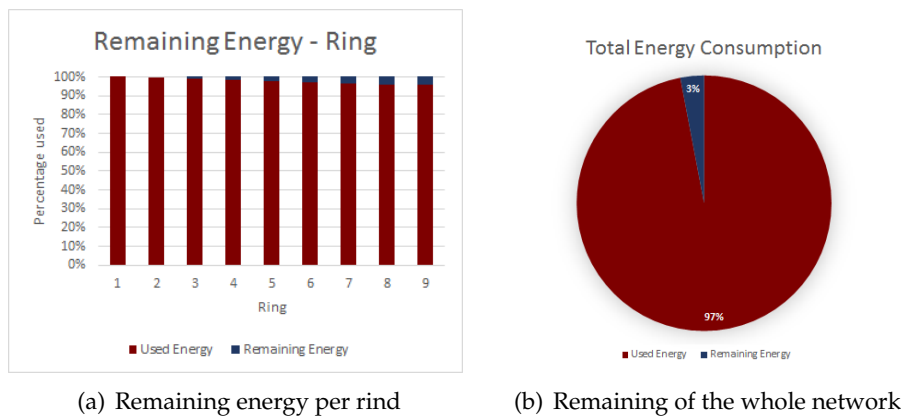 Remaining Energy - Ring
Percentage used
100%
90%
80%
70%
60%
50%
40%
30%
20%
10%
0%
1 2 3 4 5 6 7 8 9
Ring
Used Energy Remaining Energy
(a) Remaining energy per rind
Total Energy Consumption
3%
97%
Used Energy Remaining Energy
(b) Remaining of the whole network